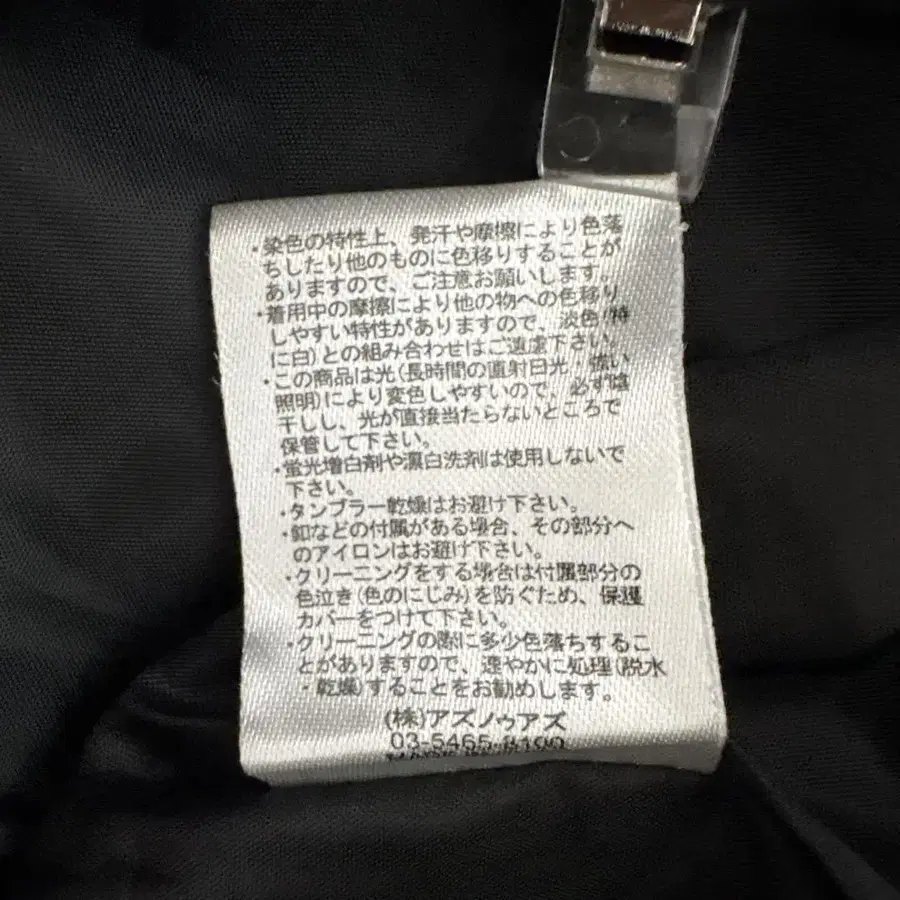 ・染色の特性上、発汗や摩擦により色落
ちしたり他のものに色移りすることが
ありますので、ご注意お願いします。
・着用中の摩擦により他の物への色移り
しやすい特性がありますので、淡色(特
に白)との組み合わせはご遠慮下さい。
・この商品は光(長時間の直射日光・強い
照明)により変色しやすいので、必ず陰
干しし、光が直接当たらないところで
保管して下さい。
・蛍光増白剤や漂白洗剤は使用しないで
下さい。
・タンブラー乾燥はお避け下さい。
・釦などの付属がある場合、その部分へ
のアイロンはお避け下さい。
・クリーニングをする場合は付属部分の
色泣き(色のにじみ)を防ぐため、保護
カバーをつけて下さい。
・クリーニングの際に多少色落ちするこ
とがありますので、速やかに処理(脱水
・乾燥)することをお勧めします。
(株)アズノゥアズ
03-5465-8190